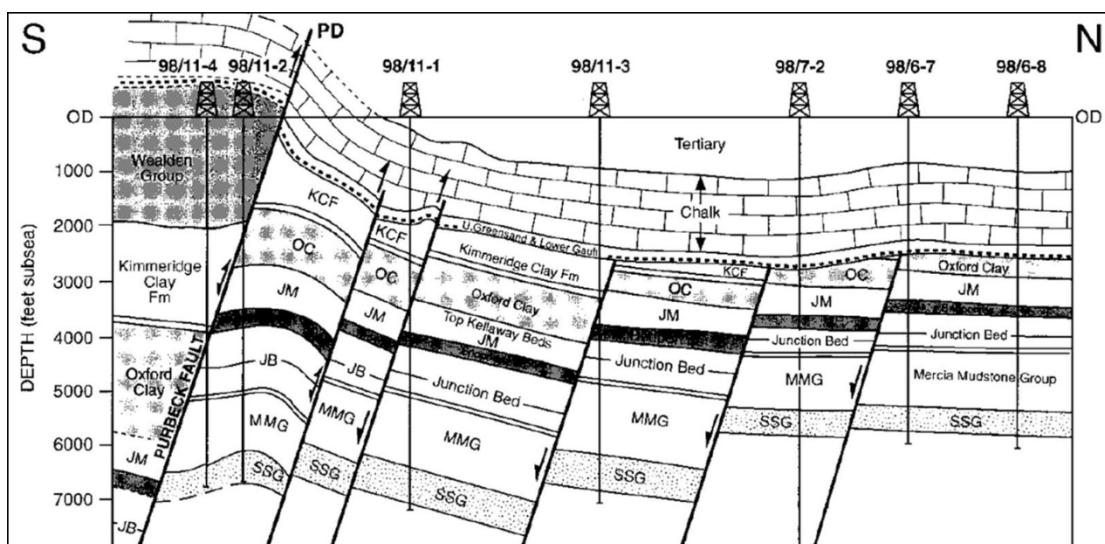 S
PD
N
98/11-4
98/11-2
98/11-1
98/11-3
98/7-2
98/6-7
98/6-8
OD
OD
Tertiary
1000
Wealden
Group
KCF
Chalk
2000
KCF
U.Greensand & Lower Gault
OC
Kimmeridge Clay Fm
Kimmeridge
Clay
Fm
OC
KCF
OC
Oxford Clay
3000
OC
Oxford Clay
JM
JM
JM
JM
Top Kellaway Beds
JM
JM
4000
Junction Bed
Junction Bed
JB
JB
Junction Bed
Oxford
Clay
Junction Bed
5000
MMG
Mercia Mudstone Group
MMG
MMG
MMG
MMG
SSG
SSG
6000
JM
SSG
SSG
SSG
SSG
7000
JB
DEPTH (feet subsea)
PURBECK FAULT